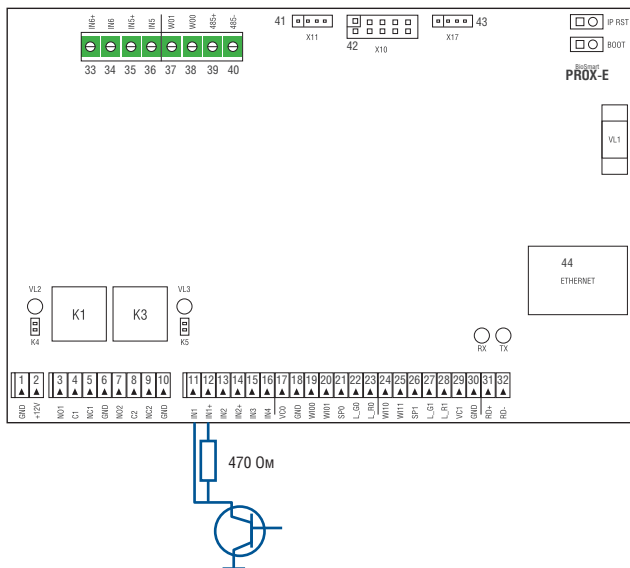 IN6+ IN6 IN5+ IN5 W01 W00 485+ 485-
33 34 35 36 37 38 39 40
41 X11
42 X10
X17 43
IP RST
BOOT
BioSmart
PROX-E
VL1
44
ETHERNET
VL2 K1 K3 VL3
K4 K5
RX TX
1 2 3 4 5 6 7 8 9 10 11 12 13 14 15 16 17 18 19 20 21 22 23 24 25 26 27 28 29 30 31 32
GND +12V NO1 C1 NC1 GND NO2 C2 NC2 GND IN1 IN1+ IN2 IN2+ IN3 IN4 VC0 GND WI00 WI01 SP0 L_G0 L_R0 WI10 WI11 SP1 L_G1 L_R1 VC1 GND RD+ RD-
470 Ом